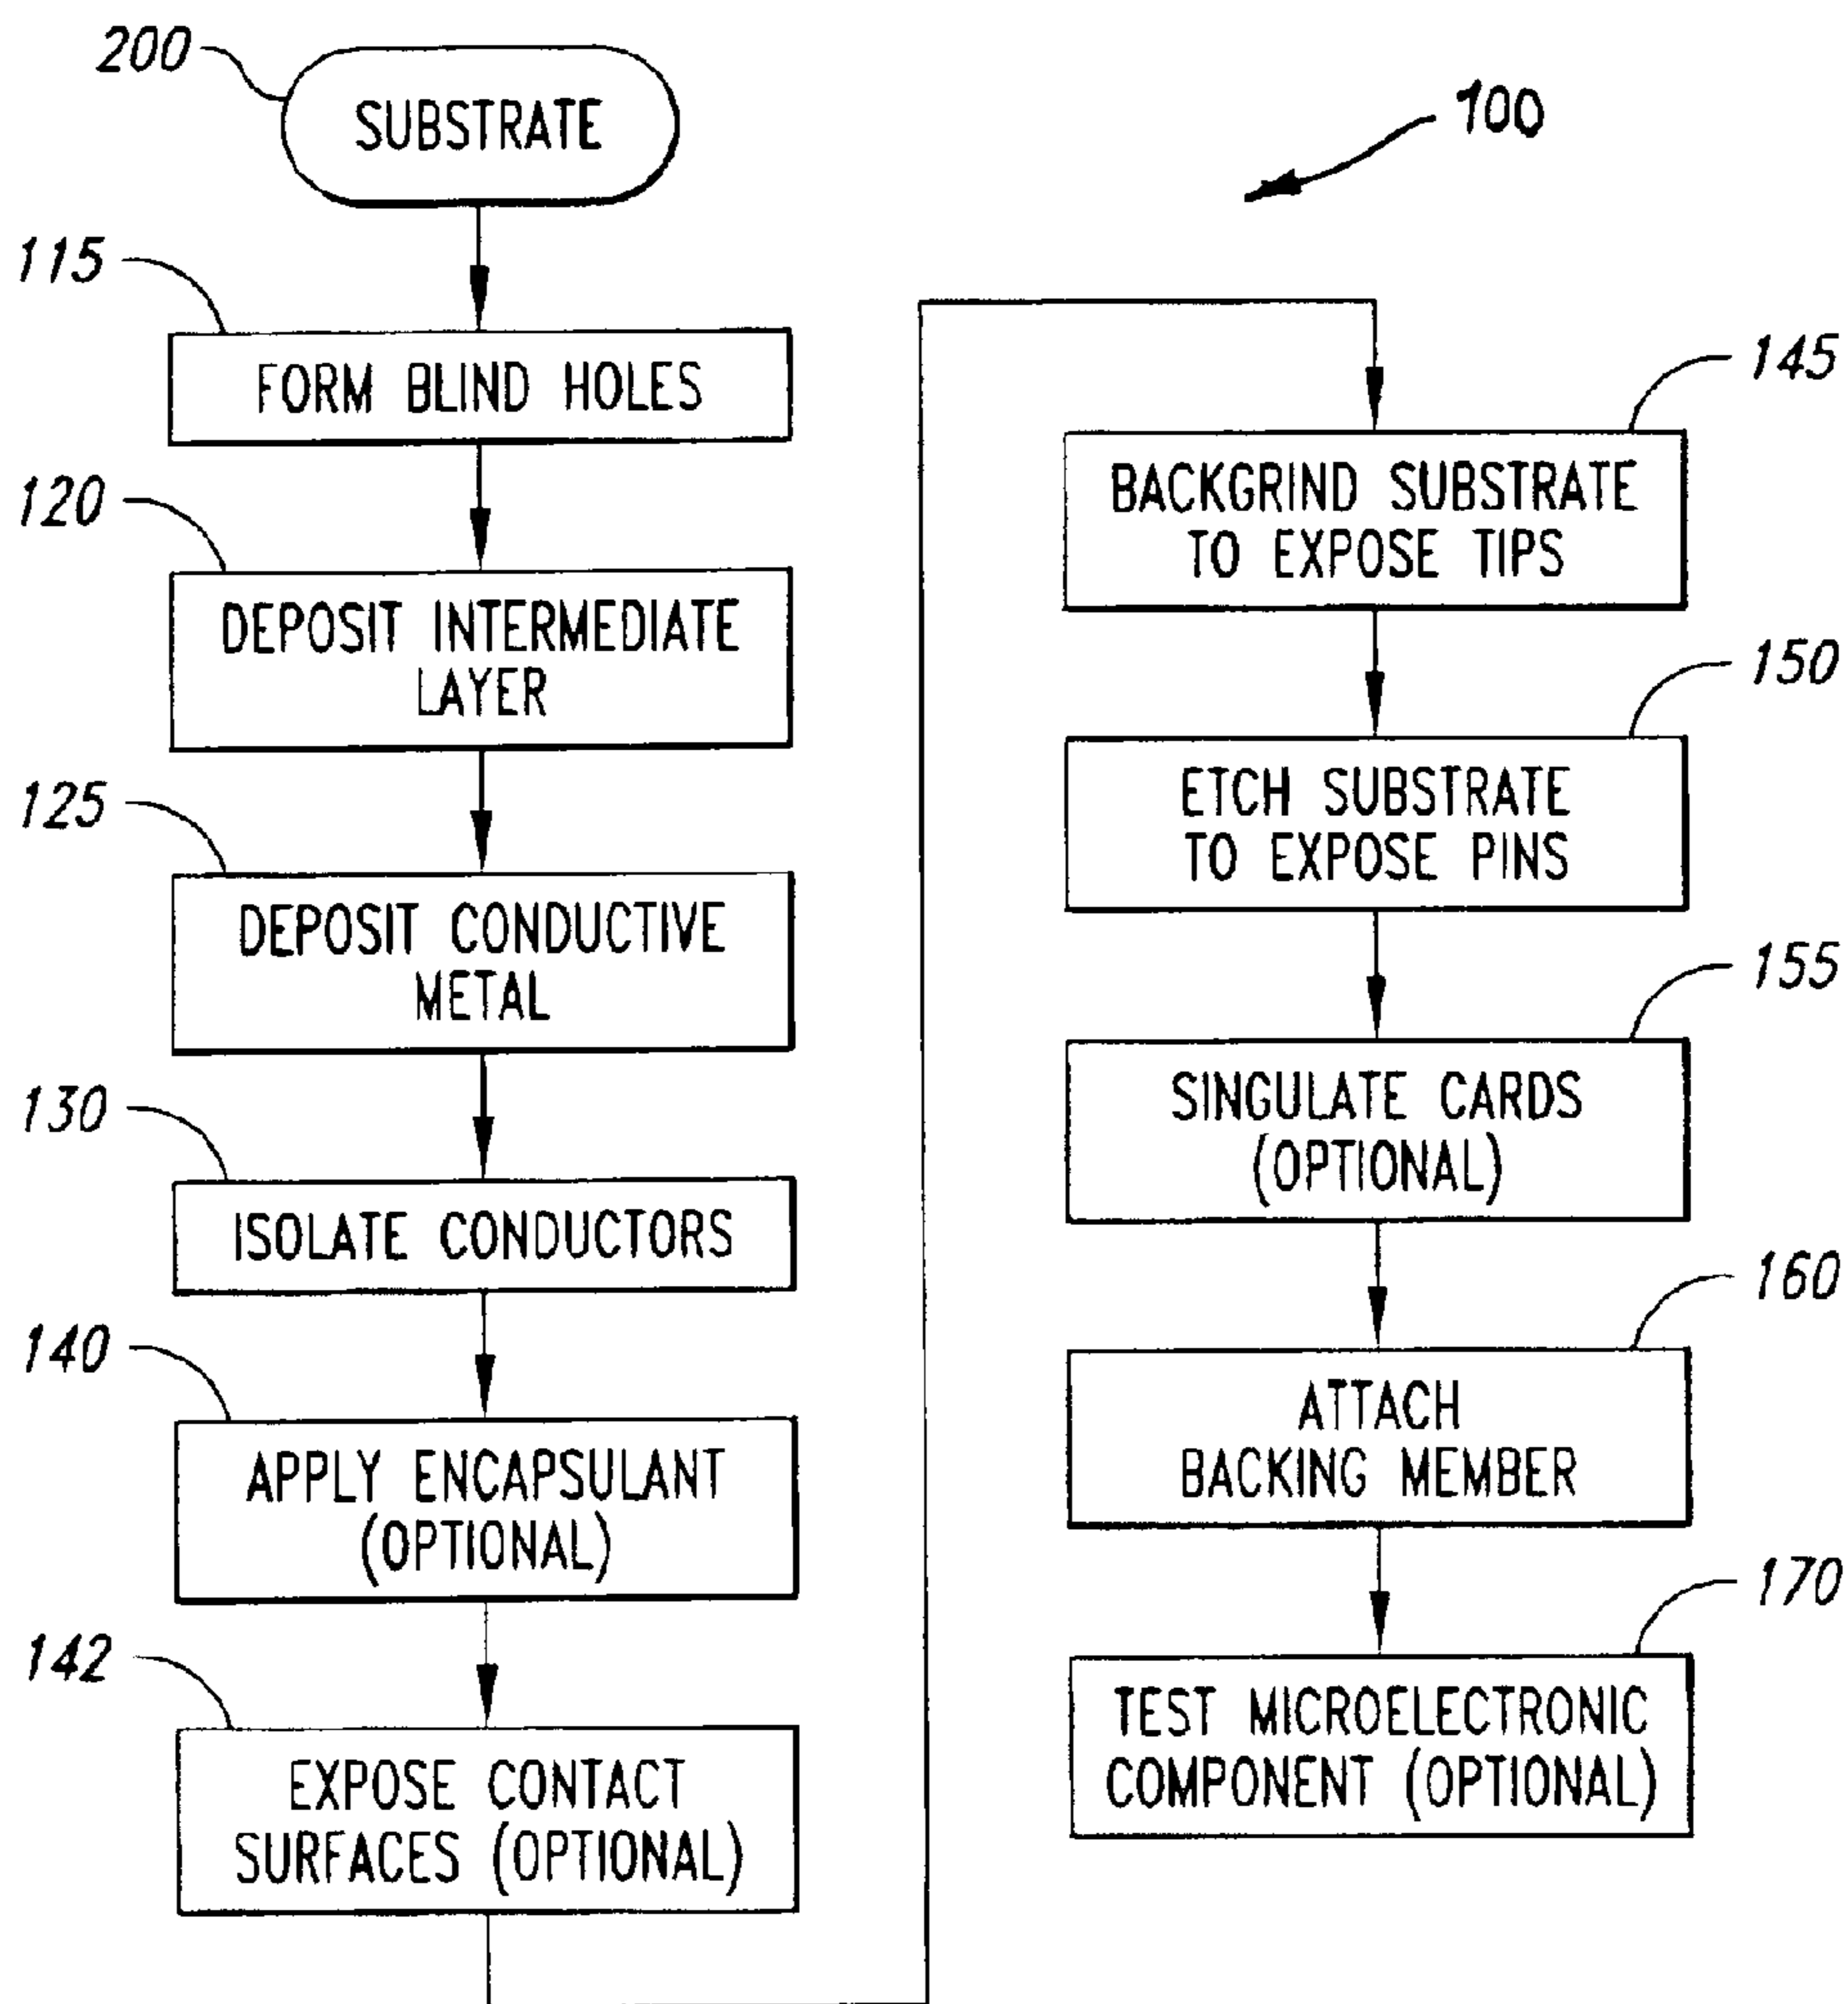 200
SUBSTRATE
100
115
FORM BLIND HOLES
120
DEPOSIT INTERMEDIATE
LAYER
125
DEPOSIT CONDUCTIVE
METAL
130
ISOLATE CONDUCTORS
140
APPLY ENCAPSULANT
(OPTIONAL)
142
EXPOSE CONTACT
SURFACES (OPTIONAL)
145
BACKGRIND SUBSTRATE
TO EXPOSE TIPS
150
ETCH SUBSTRATE
TO EXPOSE PINS
155
SINGULATE CARDS
(OPTIONAL)
160
ATTACH
BACKING MEMBER
170
TEST MICROELECTRONIC
COMPONENT (OPTIONAL)